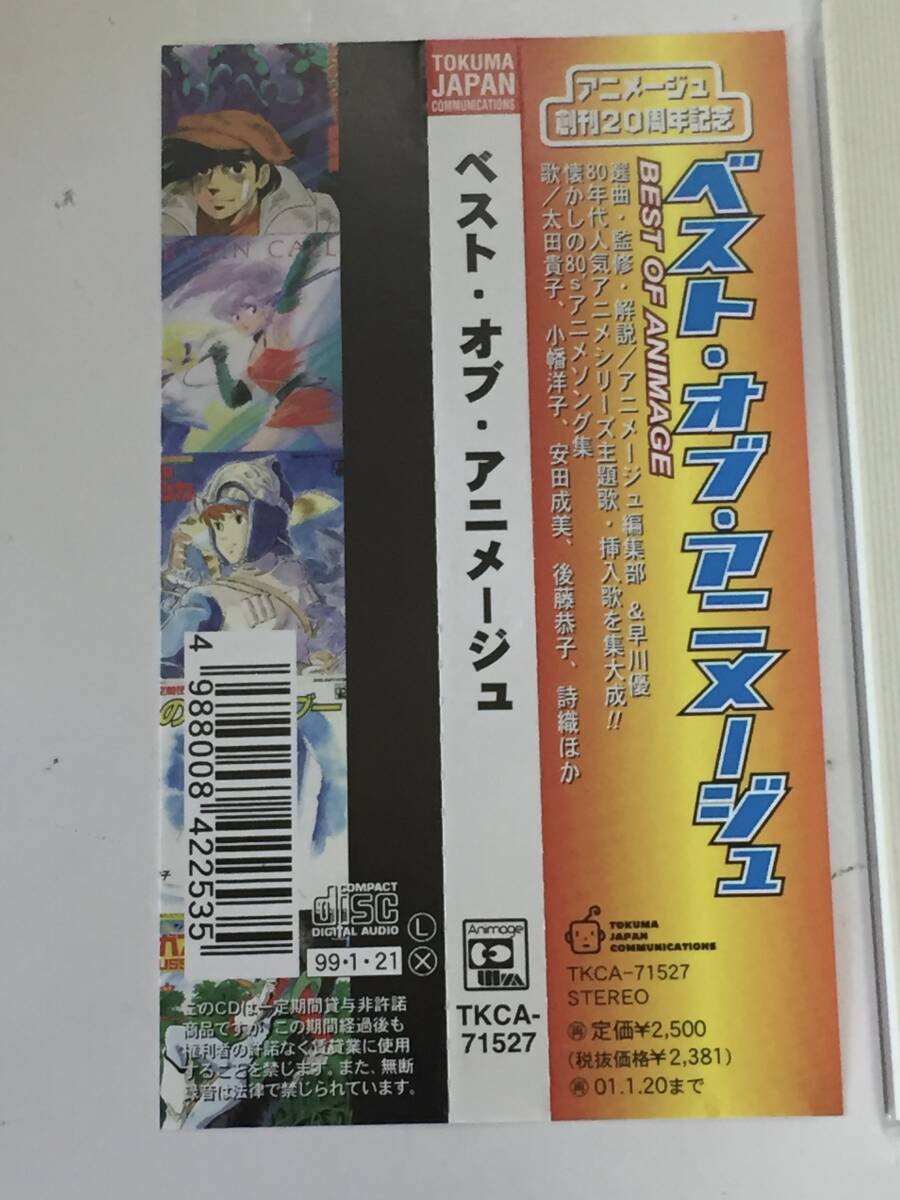 アニメージュ
創刊20周年記念
ベスト・オブ・アニメージュ
BEST OF ANIMAGE
選曲・監修・解説/アニメージュ編集部 &早川優
80年代人気アニメシリーズ主題歌・挿入歌を集大成!!
懐かしの80'sアニメソング集
歌/太田貴子、小幡洋子、安田成美、後藤恭子、詩織ほか
TOKUMA
JAPAN
COMMUNICATIONS
TKCA-71527
STEREO
再 定価¥2,500
(税抜価格¥2,381)
再 01.1.20まで
TOKUMA
JAPAN
COMMUNICATIONS
ベスト・オブ・アニメージュ
Animage
TKCA-
71527
4 988008 422535
COMPACT
disc
DIGITAL AUDIO
L
99・1・21
X
このCDは一定期間貸与非許諾
商品ですが、この期間経過後も
権利者の許諾なく賃貸業に使用
することを禁じます。また、無断
録音は法律で禁じられています。